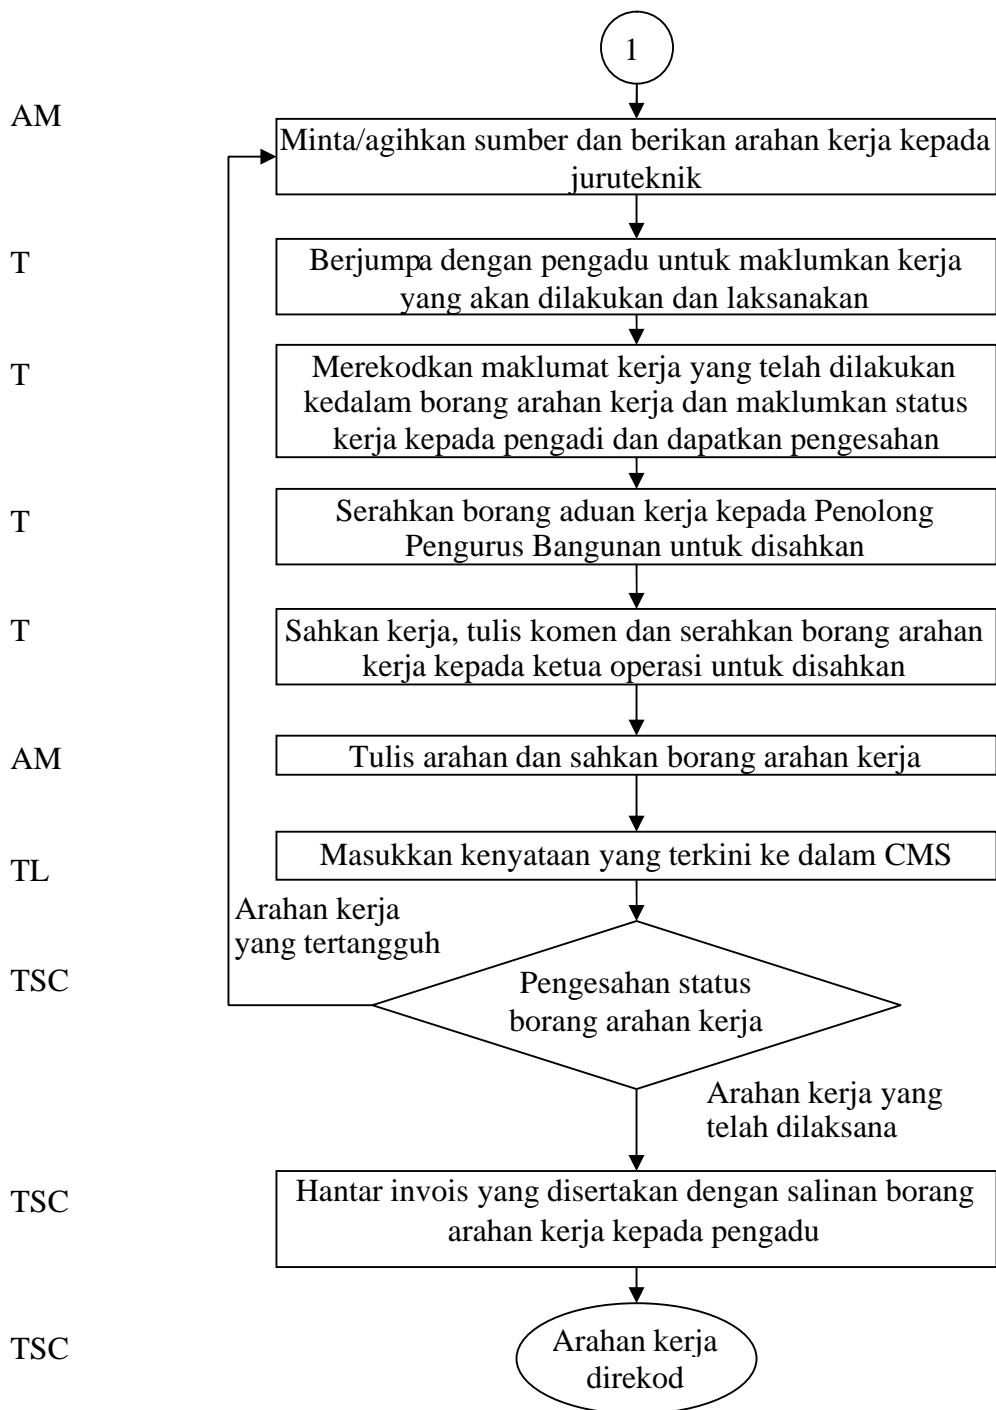 1
AM
Minta/agihkan sumber dan berikan arahan kerja kepada
juruteknik
T
Berjumpa dengan pengadu untuk maklumkan kerja
yang akan dilakukan dan laksanakan
T
Merekodkan maklumat kerja yang telah dilakukan
kedalam borang arahan kerja dan maklumkan status
kerja kepada pengadi dan dapatkan pengesahan
T
Serahkan borang aduan kerja kepada Penolong
Pengurus Bangunan untuk disahkan
T
Sahkan kerja, tulis komen dan serahkan borang arahan
kerja kepada ketua operasi untuk disahkan
AM
Tulis arahan dan sahkan borang arahan kerja
TL
Masukkan kenyataan yang terkini ke dalam CMS
Arahan kerja
yang tertangguh
TSC
Pengesahan status
borang arahan kerja
Arahan kerja yang
telah dilaksana
TSC
Hantar invois yang disertakan dengan salinan borang
arahan kerja kepada pengadu
TSC
Arahan kerja
direkod